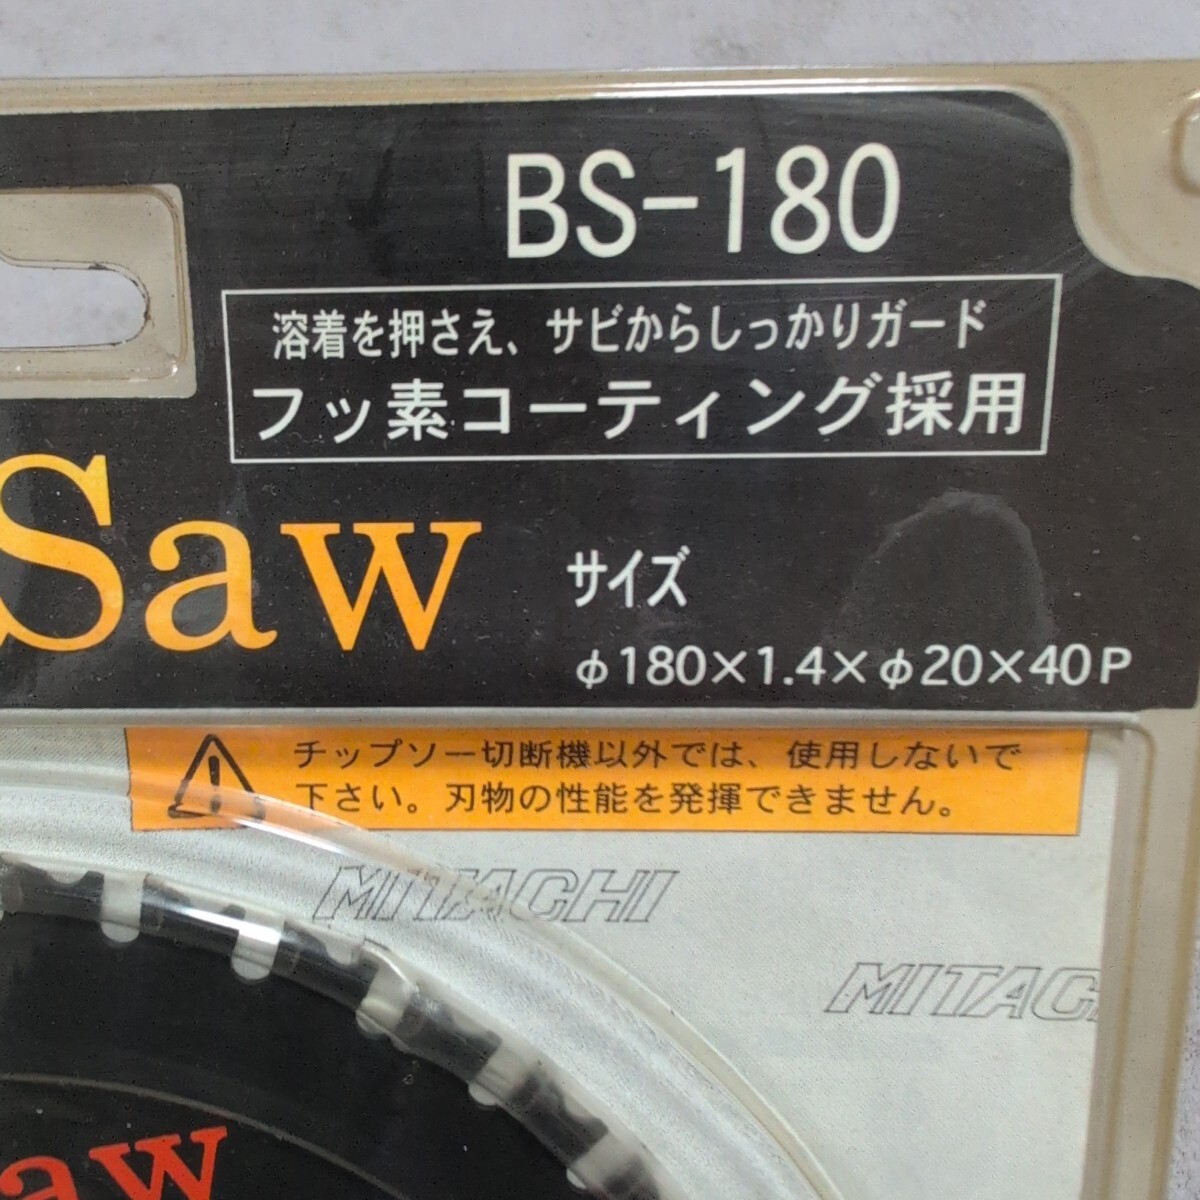 BS-180
溶着を押さえ、サビからしっかりガード
フッ素コーティング採用
Saw
サイズ
φ180×1.4×φ20×40P
チップソー切断機以外では、使用しないで
下さい。刃物の性能を発揮できません。
MITACHI
MITAC
aw